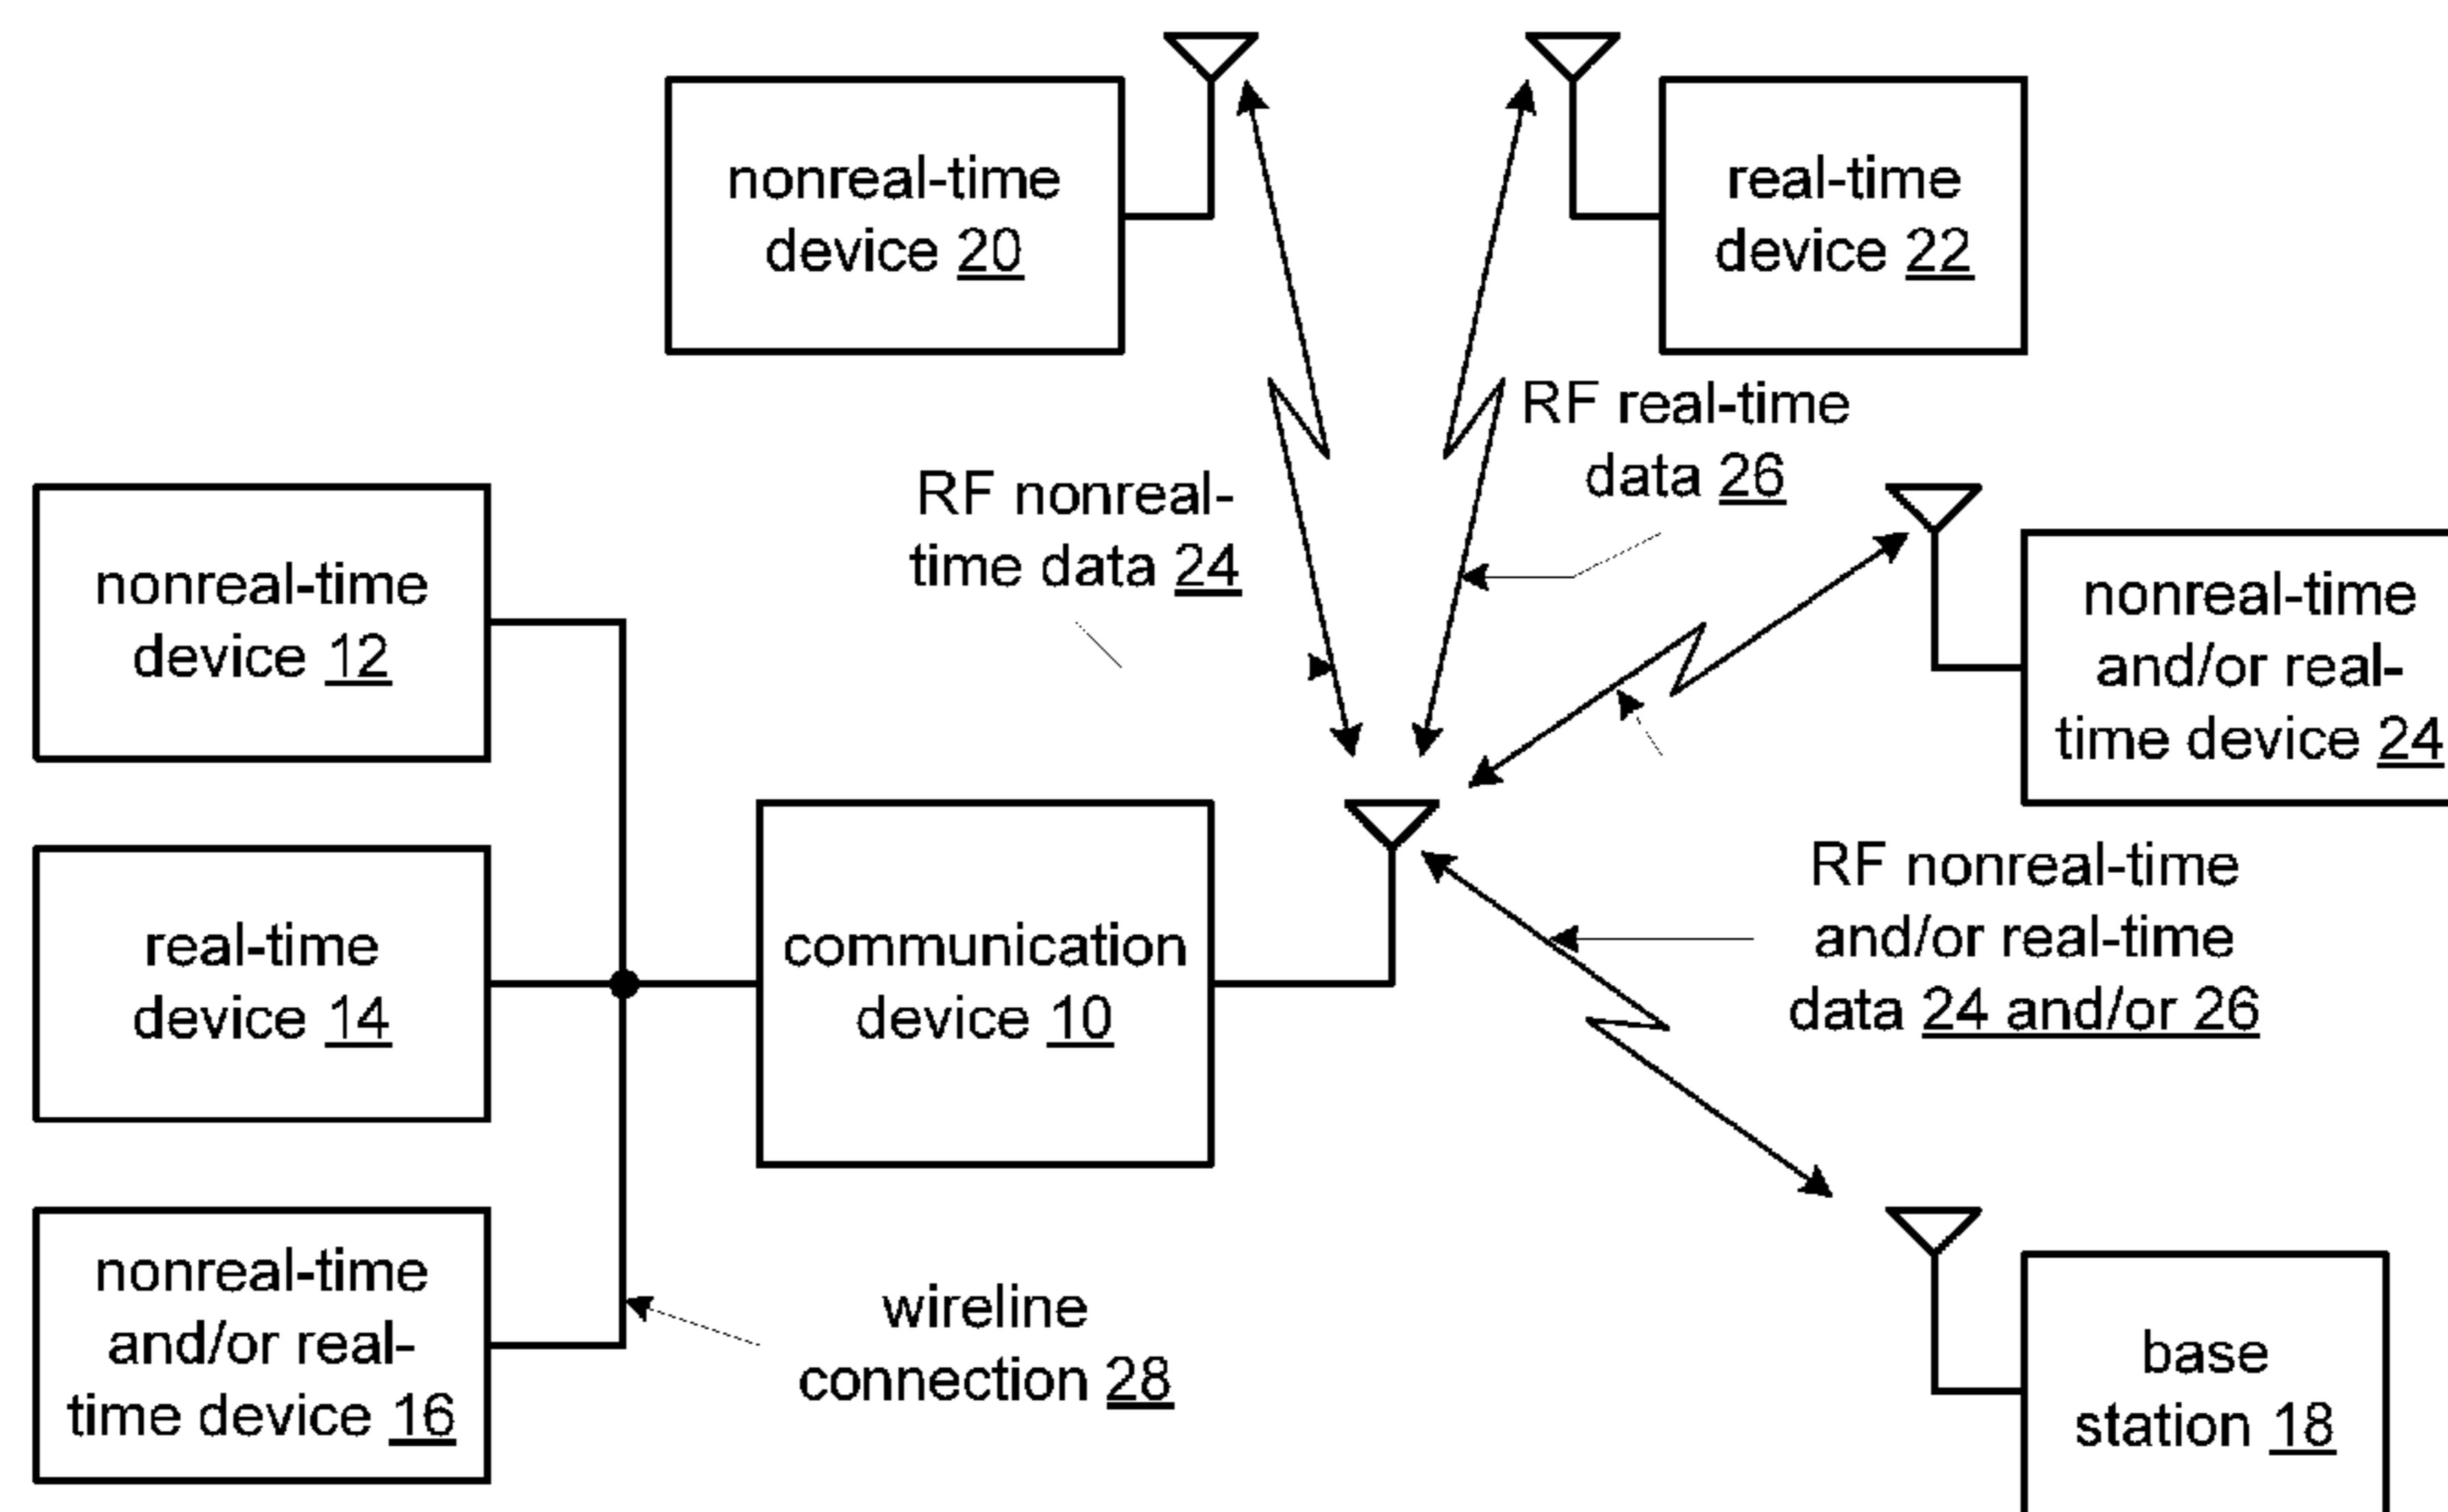 nonreal-time
device 20
real-time
device 22
RF real-time
data 26
RF nonreal-
time data 24
nonreal-time
device 12
nonreal-time
and/or real-
time device 24
real-time
device 14
communication
device 10
RF nonreal-time
and/or real-time
data 24 and/or 26
nonreal-time
and/or real-
time device 16
wireline
connection 28
base
station 18